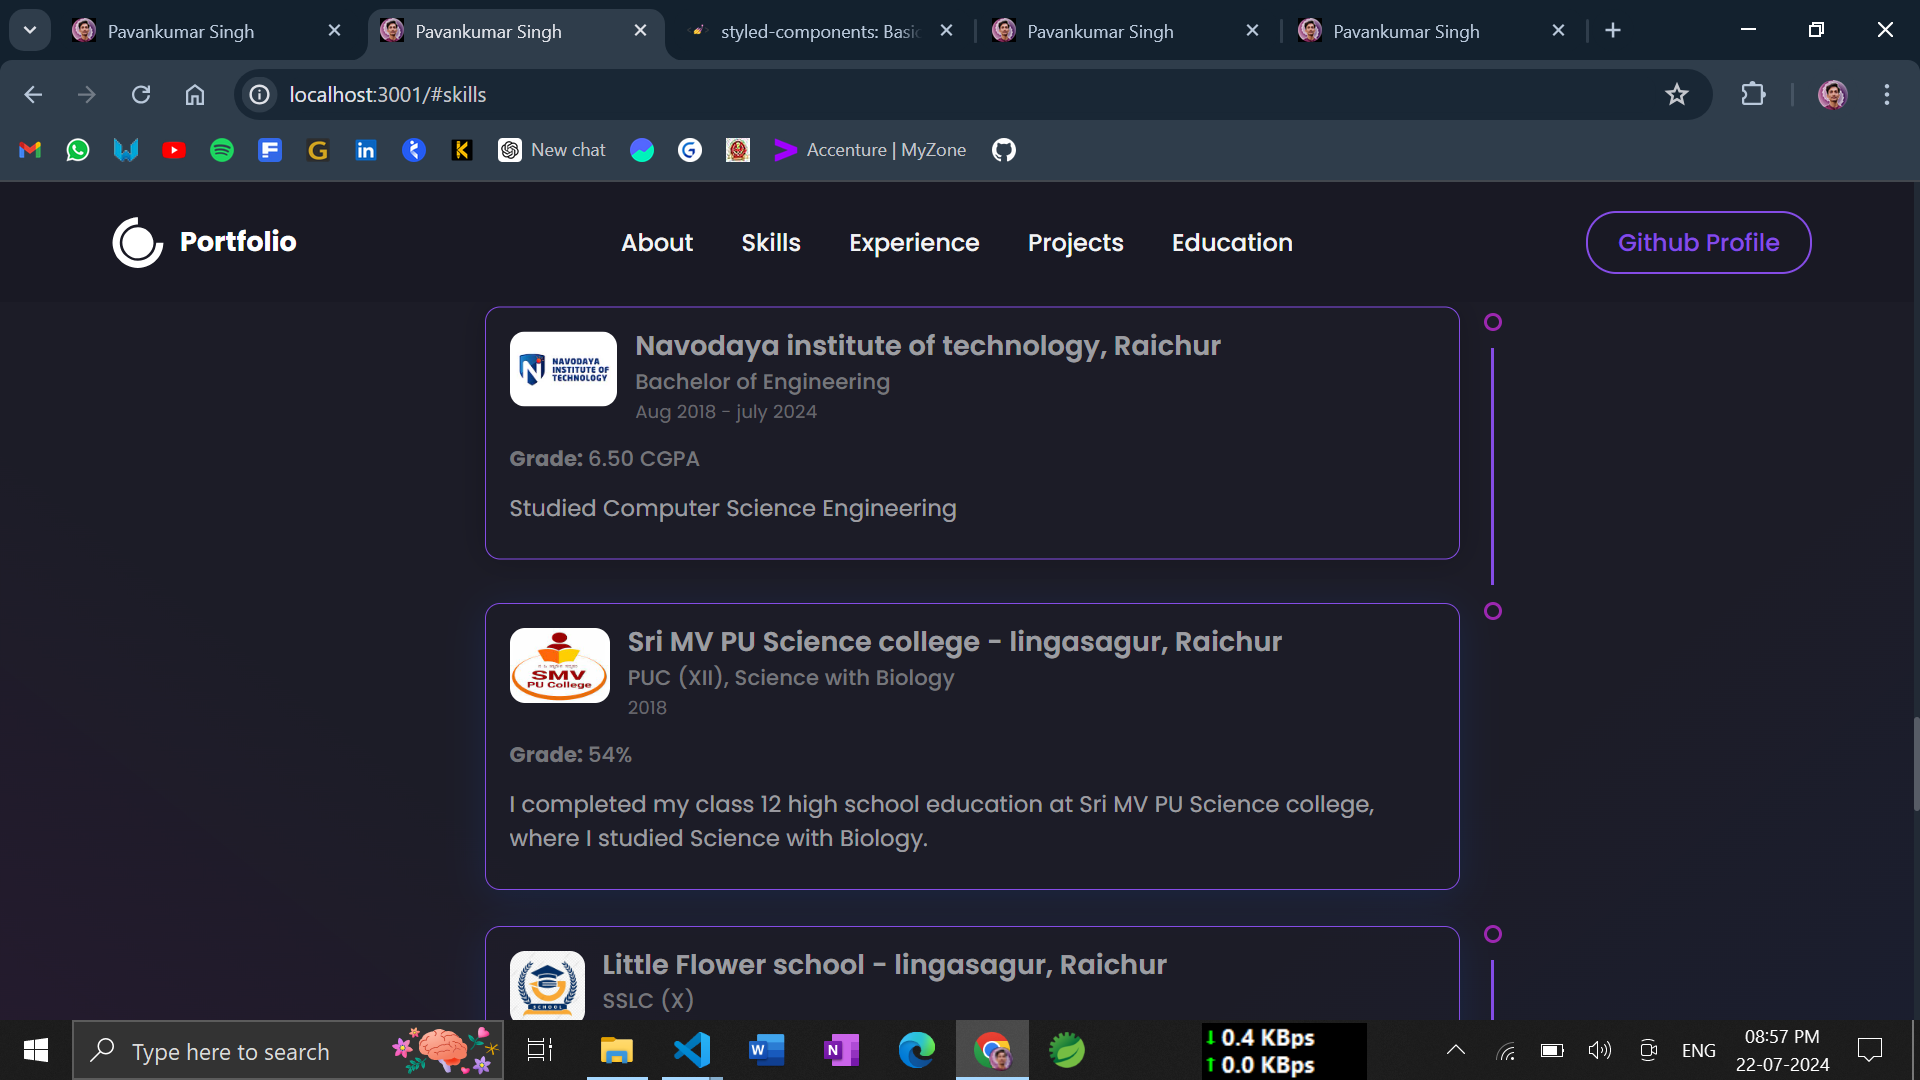 Pavankumar Singh
Pavankumar Singh
styled-components: Basic
Pavankumar Singh
Pavankumar Singh
localhost:3001/#skills
New chat
Accenture | MyZone
Portfolio
About
Skills
Experience
Projects
Education
Github Profile
NAVODAYA
INSTITUTE OF
TECHNOLOGY
Navodaya institute of technology, Raichur
Bachelor of Engineering
Aug 2018 - july 2024
Grade: 6.50 CGPA
Studied Computer Science Engineering
SMV
PU College
Sri MV PU Science college - lingasagur, Raichur
PUC (XII), Science with Biology
2018
Grade: 54%
I completed my class 12 high school education at Sri MV PU Science college,
where I studied Science with Biology.
SCHOOL
Little Flower school - lingasagur, Raichur
SSLC (X)
Type here to search
0.4 KBps
0.0 KBps
ENG
08:57 PM
22-07-2024